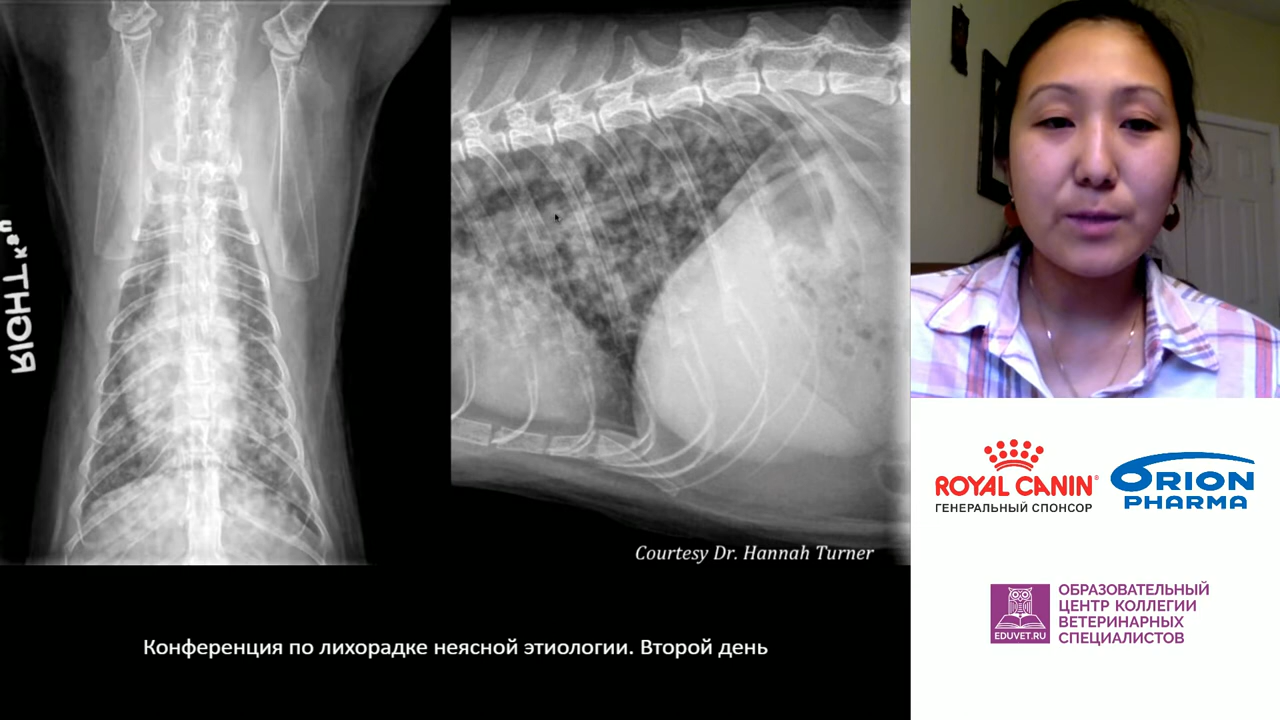 RIGHT K9U
Courtesy Dr. Hannah Turner
Конференция по лихорадке неясной этиологии. Второй день
ROYAL CANIN®
ГЕНЕРАЛЬНЫЙ СПОНСОР
ORION
PHARMA
EDUVET.RU
ОБРАЗОВАТЕЛЬНЫЙ
ЦЕНТР КОЛЛЕГИИ
ВЕТЕРИНАРНЫХ
СПЕЦИАЛИСТОВ